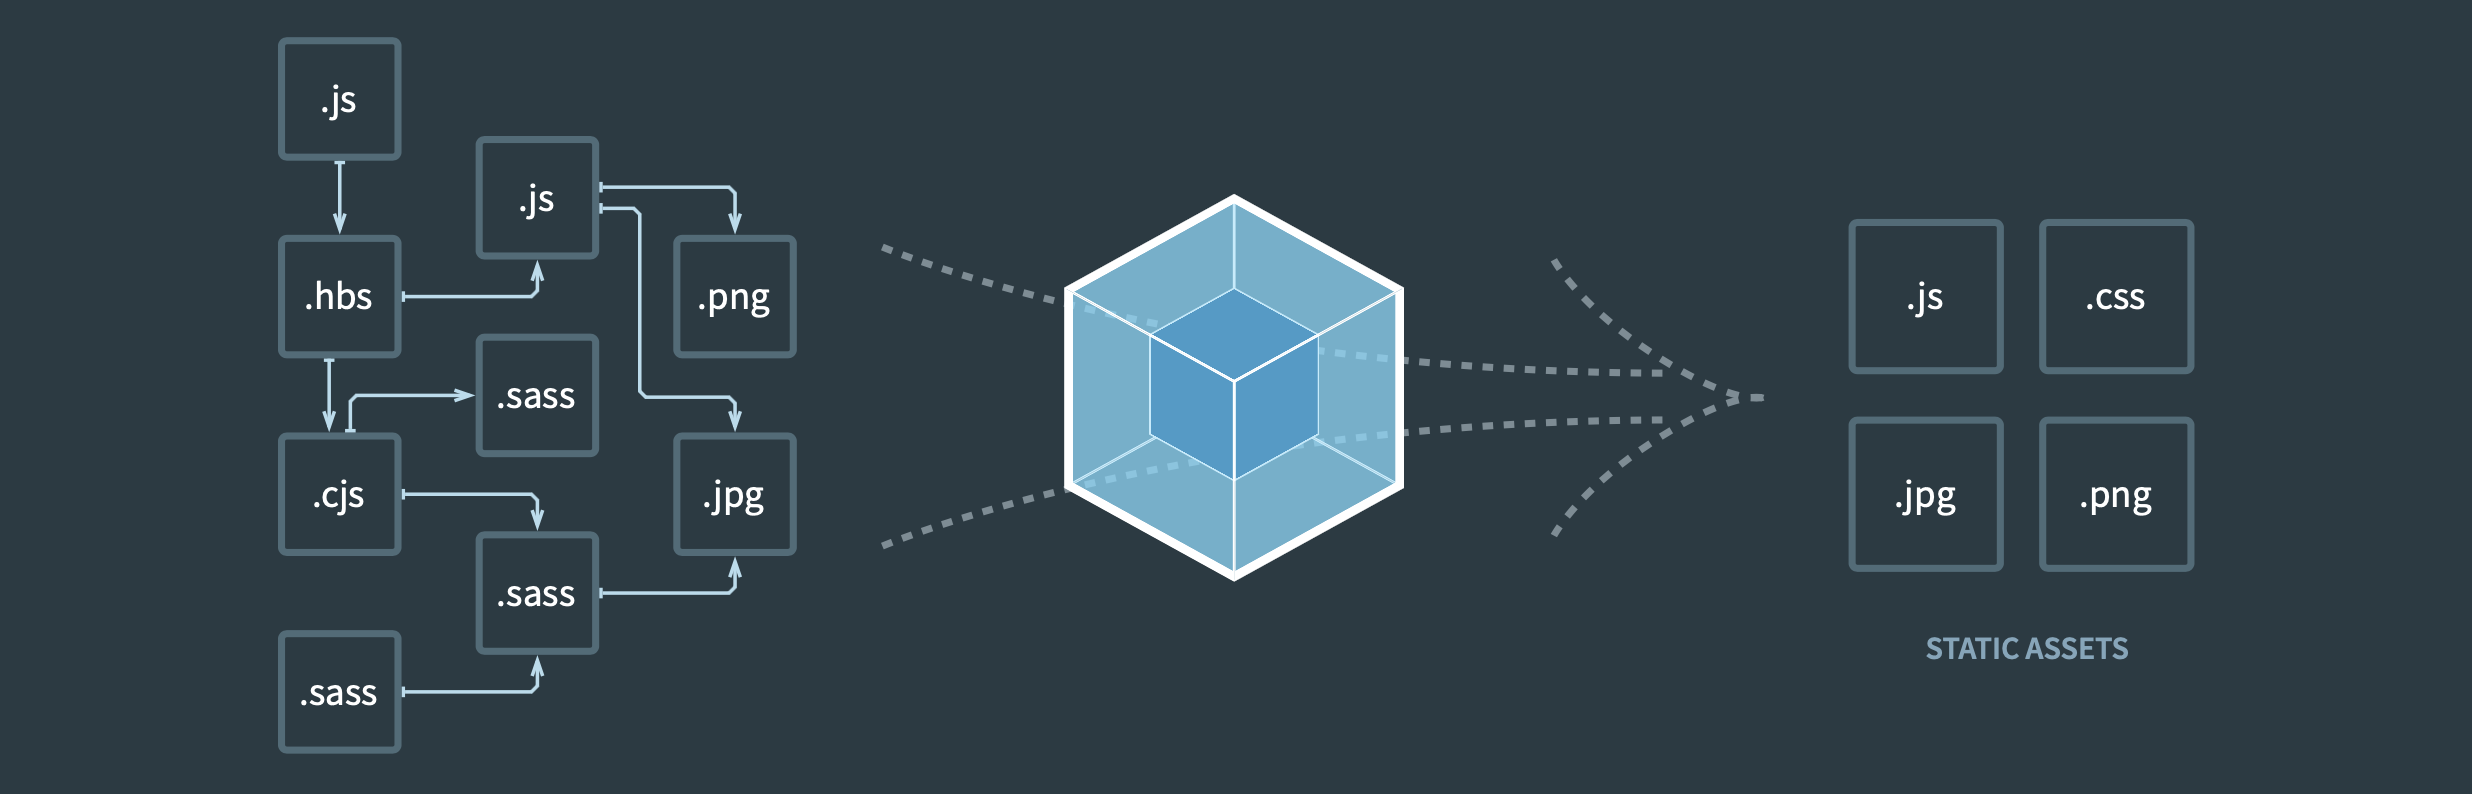 .js
.js
.hbs
.png
.sass
.cjs
.jpg
.sass
.sass
.js
.css
.jpg
.png
STATIC ASSETS